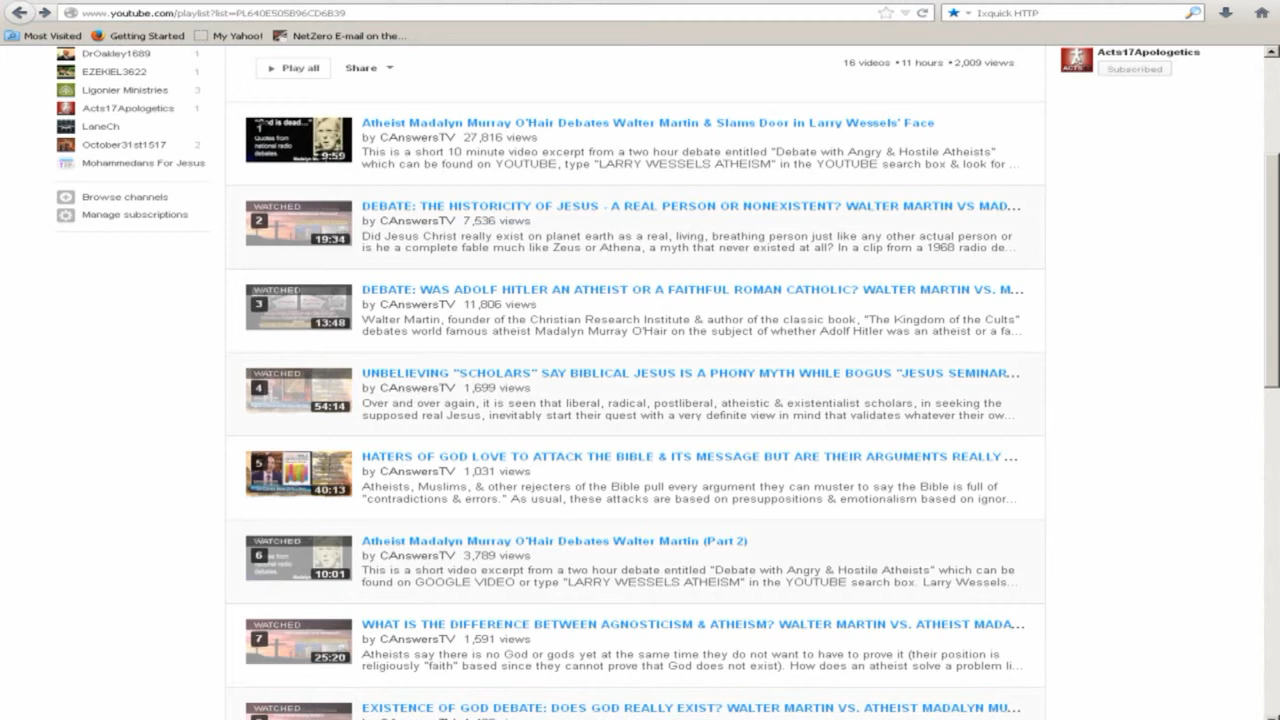 www.youtube.com/playlist?list=PL640E505B96CD6B39
Ixquick HTTP
Most Visited
Getting Started
My Yahoo!
NetZero E-mail on the...
DrOakley1689 1
EZEKIEL3622 1
Ligonier Ministries 3
Acts17Apologetics 1
LaneCh
October31st1517 2
Mohammedans For Jesus
Browse channels
Manage subscriptions
Play all
Share
16 videos • 11 hours • 2,009 views
Acts17Apologetics
Subscribed
1
9:59
Atheist Madalyn Murray O'Hair Debates Walter Martin & Slams Door in Larry Wessels' Face
by CAnswersTV 27,816 views
This is a short 10 minute video excerpt from a two hour debate entitled "Debate with Angry & Hostile Atheists"
which can be found on YOUTUBE, type "LARRY WESSELS ATHEISM" in the YOUTUBE search box & look for ...
WATCHED
2
19:34
DEBATE: THE HISTORICITY OF JESUS - A REAL PERSON OR NONEXISTENT? WALTER MARTIN VS MAD...
by CAnswersTV 7,536 views
Did Jesus Christ really exist on planet earth as a real, living, breathing person just like any other actual person or
is he a complete fable much like Zeus or Athena, a myth that never existed at all? In a clip from a 1968 radio de...
WATCHED
3
13:48
DEBATE: WAS ADOLF HITLER AN ATHEIST OR A FAITHFUL ROMAN CATHOLIC? WALTER MARTIN VS. M...
by CAnswersTV 11,806 views
Walter Martin, founder of the Christian Research Institute & author of the classic book, "The Kingdom of the Cults"
debates world famous atheist Madalyn Murray O'Hair on the subject of whether Adolf Hitler was an atheist or a fa...
WATCHED
4
54:14
UNBELIEVING "SCHOLARS" SAY BIBLICAL JESUS IS A PHONY MYTH WHILE BOGUS "JESUS SEMINAR...
by CAnswersTV 1,699 views
Over and over again, it is seen that liberal, radical, postliberal, atheistic & existentialist scholars, in seeking the
supposed real Jesus, inevitably start their quest with a very definite view in mind that validates whatever their ow...
5
40:13
HATERS OF GOD LOVE TO ATTACK THE BIBLE & ITS MESSAGE BUT ARE THEIR ARGUMENTS REALLY ...
by CAnswersTV 1,031 views
Atheists, Muslims, & other rejecters of the Bible pull every argument they can muster to say the Bible is full of
"contradictions & errors." As usual, these attacks are based on presuppositions & emotionalism based on ignor...
WATCHED
6
10:01
Atheist Madalyn Murray O'Hair Debates Walter Martin (Part 2)
by CAnswersTV 3,789 views
This is a short video excerpt from a two hour debate entitled "Debate with Angry & Hostile Atheists" which can be
found on GOOGLE VIDEO or type "LARRY WESSELS ATHEISM" in the YOUTUBE search box. Larry Wessels...
WATCHED
7
25:20
WHAT IS THE DIFFERENCE BETWEEN AGNOSTICISM & ATHEISM? WALTER MARTIN VS. ATHEIST MADA...
by CAnswersTV 1,591 views
Atheists say there is no God or gods yet at the same time they do not want to have to prove it (their position is
religiously "faith" based since they cannot prove that God does not exist). How does an atheist solve a problem li...
WATCHED
EXISTENCE OF GOD DEBATE: DOES GOD REALLY EXIST? WALTER MARTIN VS. ATHEIST MADALYN MU...